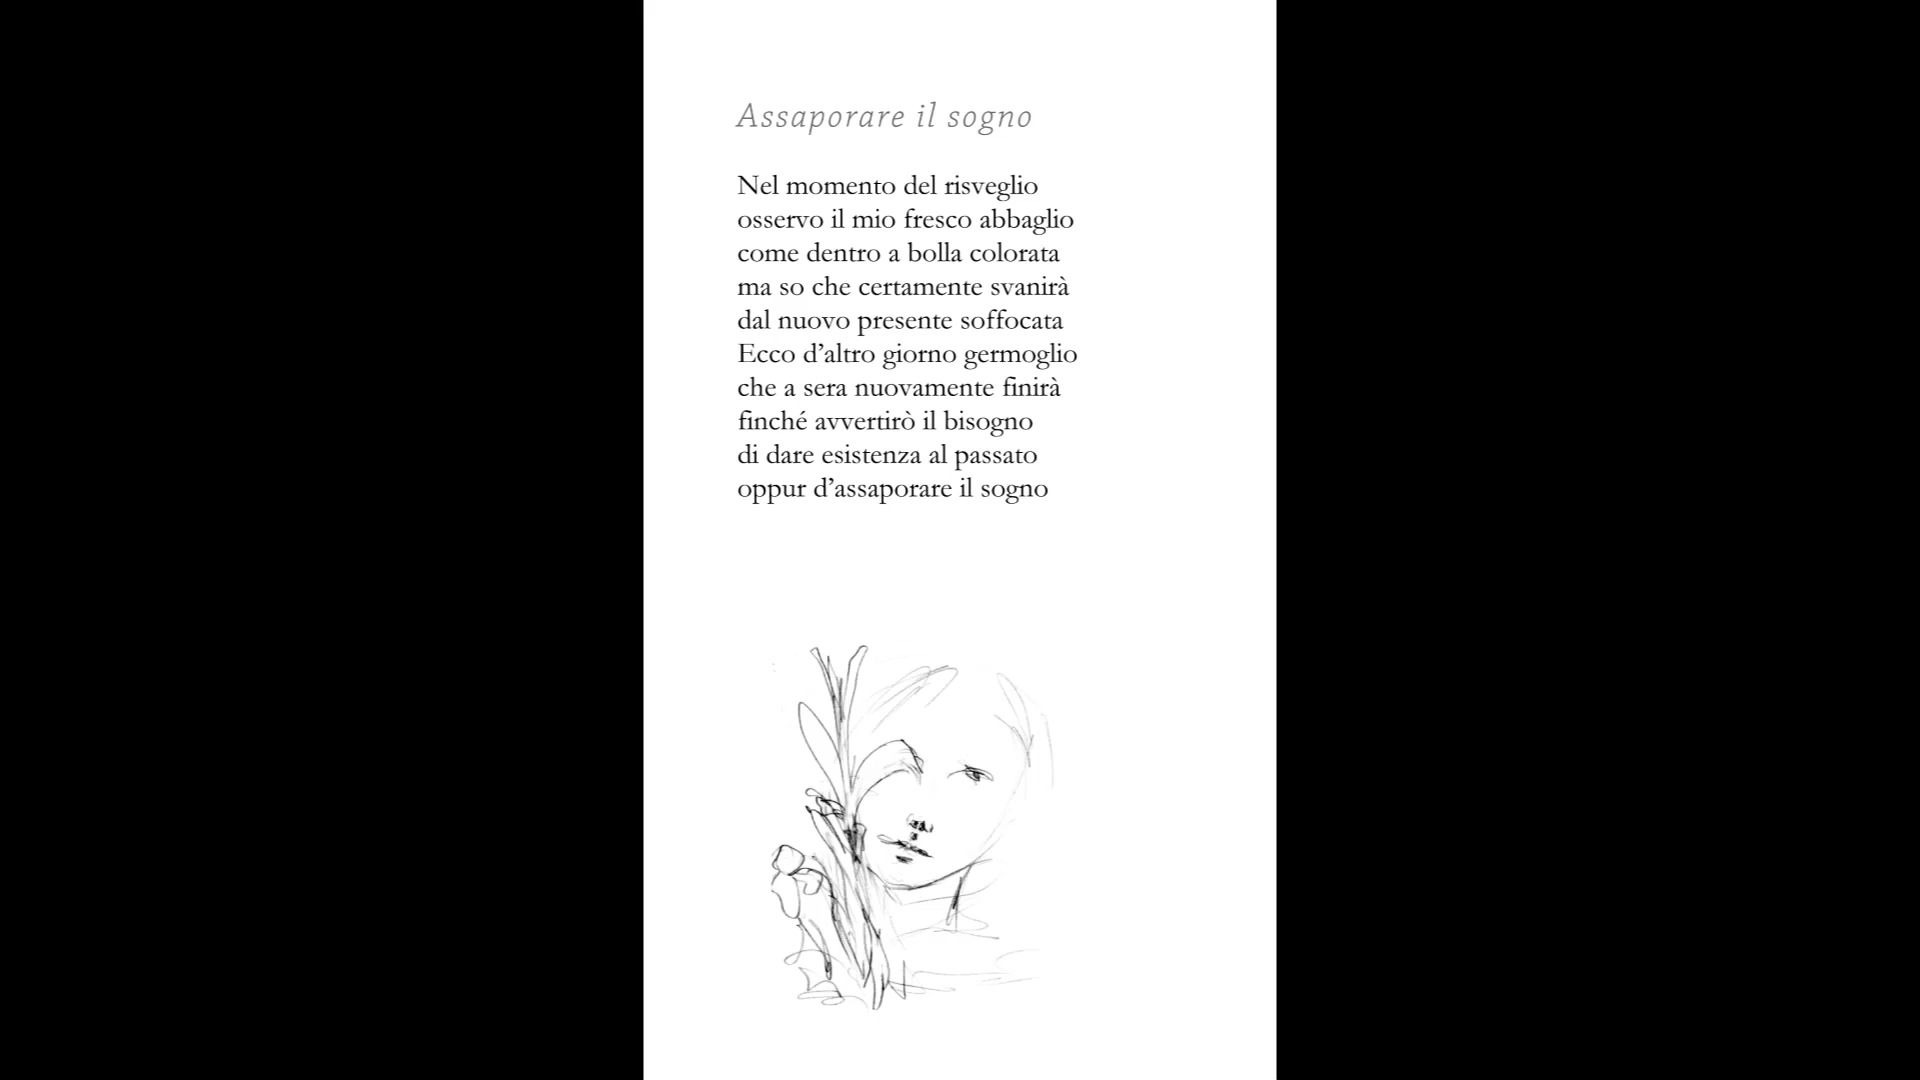 Assaporare il sogno
Nel momento del risveglio
osservo il mio fresco abbaglio
come dentro a bolla colorata
ma so che certamente svanirà
dal nuovo presente soffocata
Ecco d’altro giorno germoglio
che a sera nuovamente finirà
finché avvertirò il bisogno
di dare esistenza al passato
oppur d’assaporare il sogno